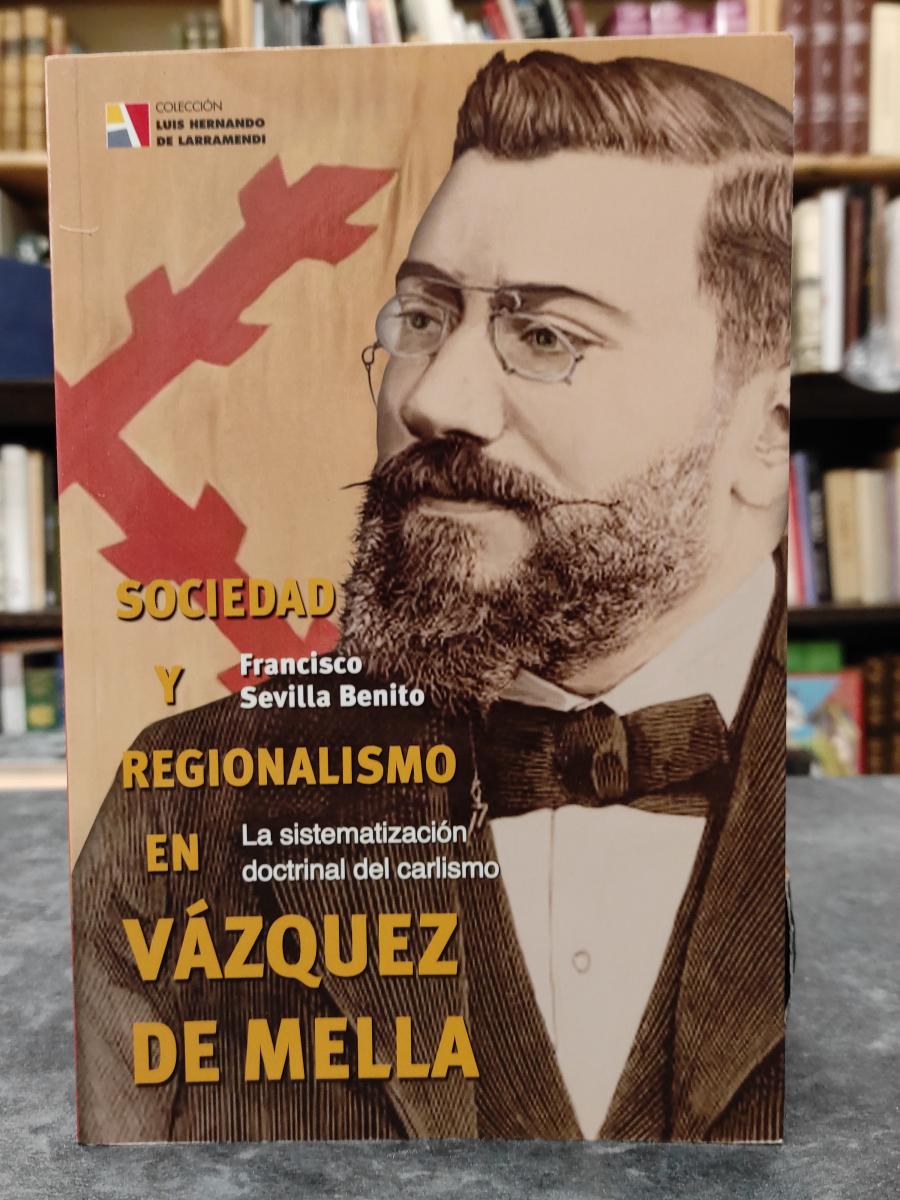 COLECCIÓN
LUIS HERNANDO
DE LARRAMENDI
SOCIEDAD
Y
Francisco
Sevilla Benito
REGIONALISMO
EN
La sistematización
doctrinal del carlismo
VÁZQUEZ
DE MELLA